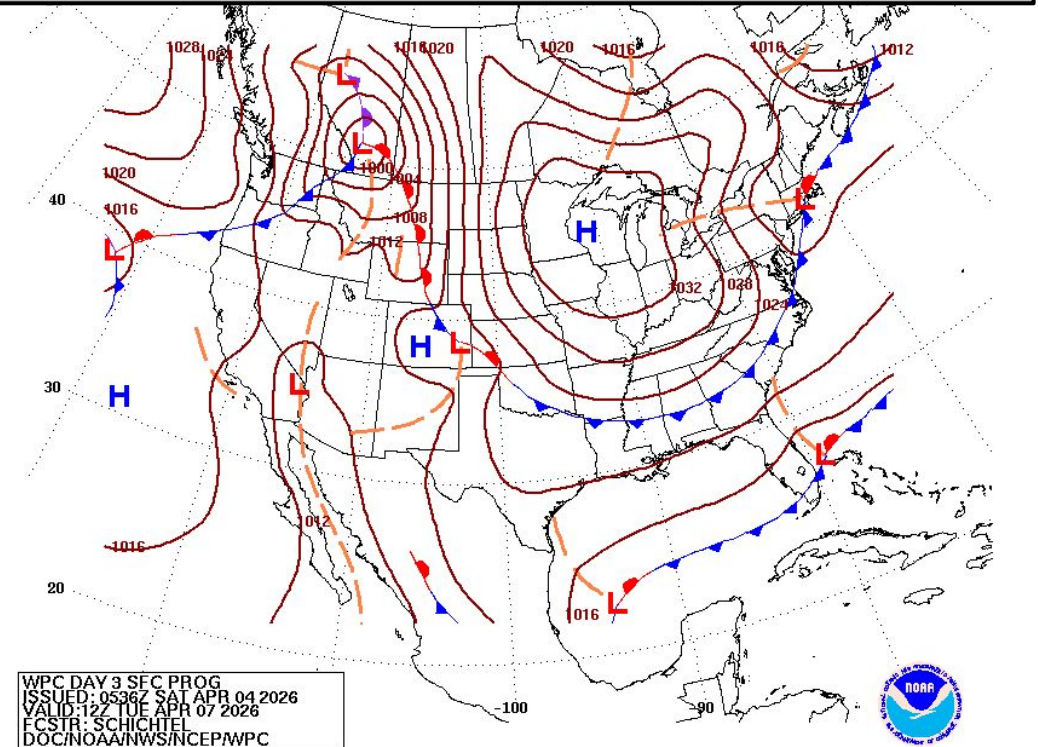 1028
1024
1016
1020
1020
1016
1016
1012
1020
40
1016
1000
1004
1008
1012
H
L
L
L
L
H
1032
028
1024
H
L
30
L
H
L
1012
1016
20
L
1016
WPC DAY 3 SFC PROG
ISSUED: 0536Z SAT APR 04 2026
VALID:12Z TUE APR 07 2026
FCSTR: SCHICHTEL
DOC/NOAA/NWS/NCEP/WPC
-100
-90
NOAA